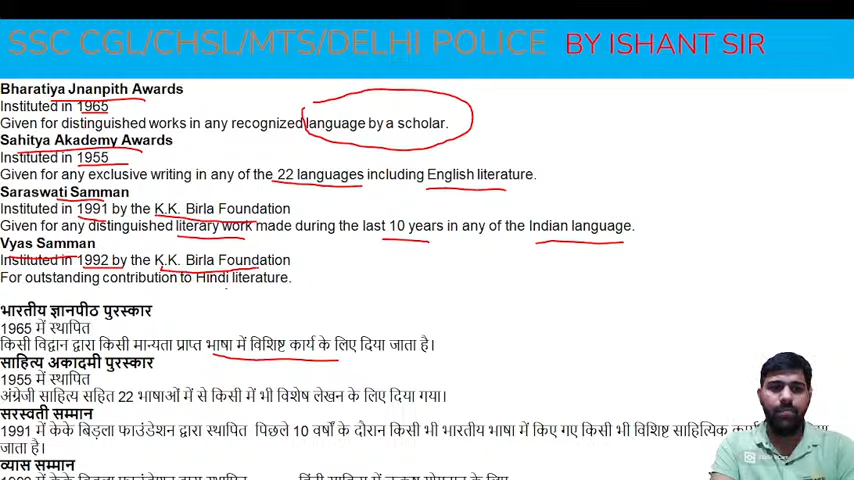 SSC CGL/CHSL/MTS/DELHI POLICE BY ISHANT SIR
Bharatiya Jnanpith Awards
Instituted in 1965
Given for distinguished works in any recognized language by a scholar.
Sahitya Akademy Awards
Instituted in 1955
Given for any exclusive writing in any of the 22 languages including English literature.
Saraswati Samman
Instituted in 1991 by the K.K. Birla Foundation
Given for any distinguished literary work made during the last 10 years in any of the Indian language.
Vyas Samman
Instituted in 1992 by the K.K. Birla Foundation
For outstanding contribution to Hindi literature.
भारतीय ज्ञानपीठ पुरस्कार
1965 में स्थापित
किसी विद्वान द्वारा किसी मान्यता प्राप्त भाषा में विशिष्ट कार्य के लिए दिया जाता है।
साहित्य अकादमी पुरस्कार
1955 में स्थापित
अंग्रेजी साहित्य सहित 22 भाषाओं में से किसी में भी विशेष लेखन के लिए दिया गया।
सरस्वती सम्मान
1991 में केके बिड़ला फाउंडेशन द्वारा स्थापित पिछले 10 वर्षों के दौरान किसी भी भारतीय भाषा में किए गए किसी भी विशिष्ट साहित्यिक
जाता है।
व्यास सम्मान